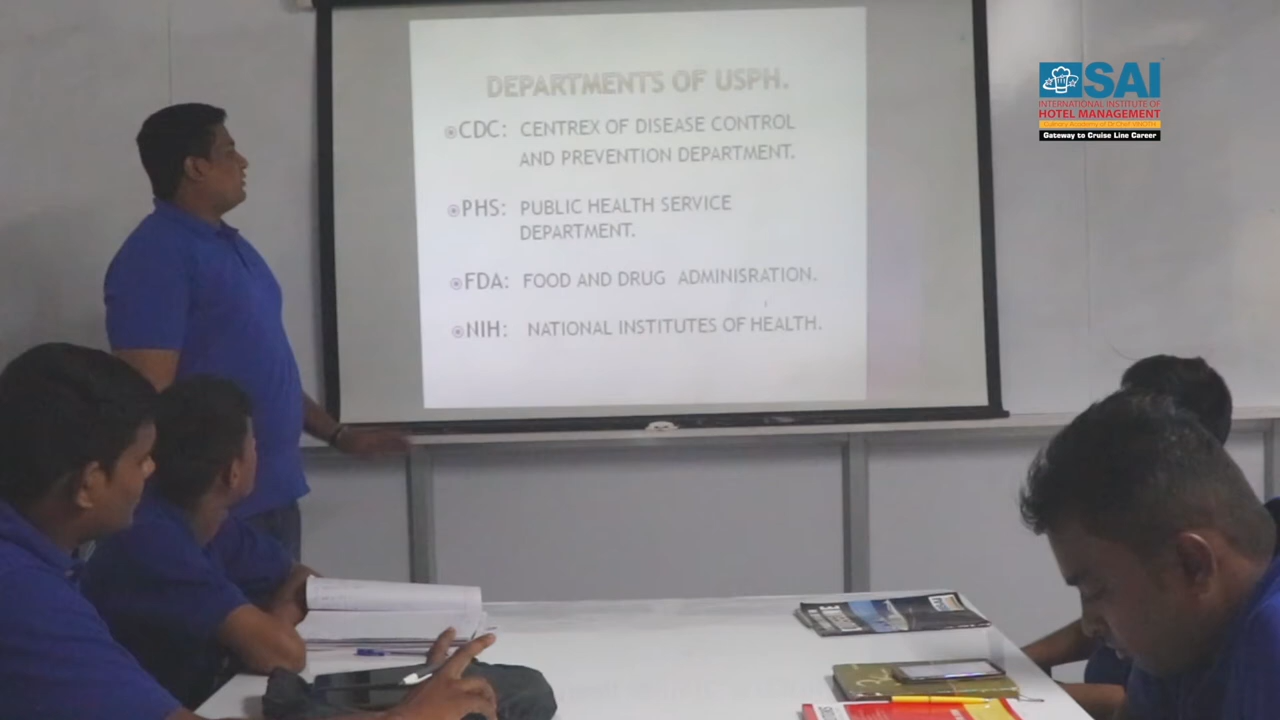 DEPARTMENTS OF USPH.
CDC: CENTREX OF DISEASE CONTROL
AND PREVENTION DEPARTMENT.
PHS: PUBLIC HEALTH SERVICE
DEPARTMENT.
FDA: FOOD AND DRUG ADMINISRATION.
NIH: NATIONAL INSTITUTES OF HEALTH.
SAI
INTERNATIONAL INSTITUTE OF
HOTEL MANAGEMENT
Gateway to Cruise Line Career